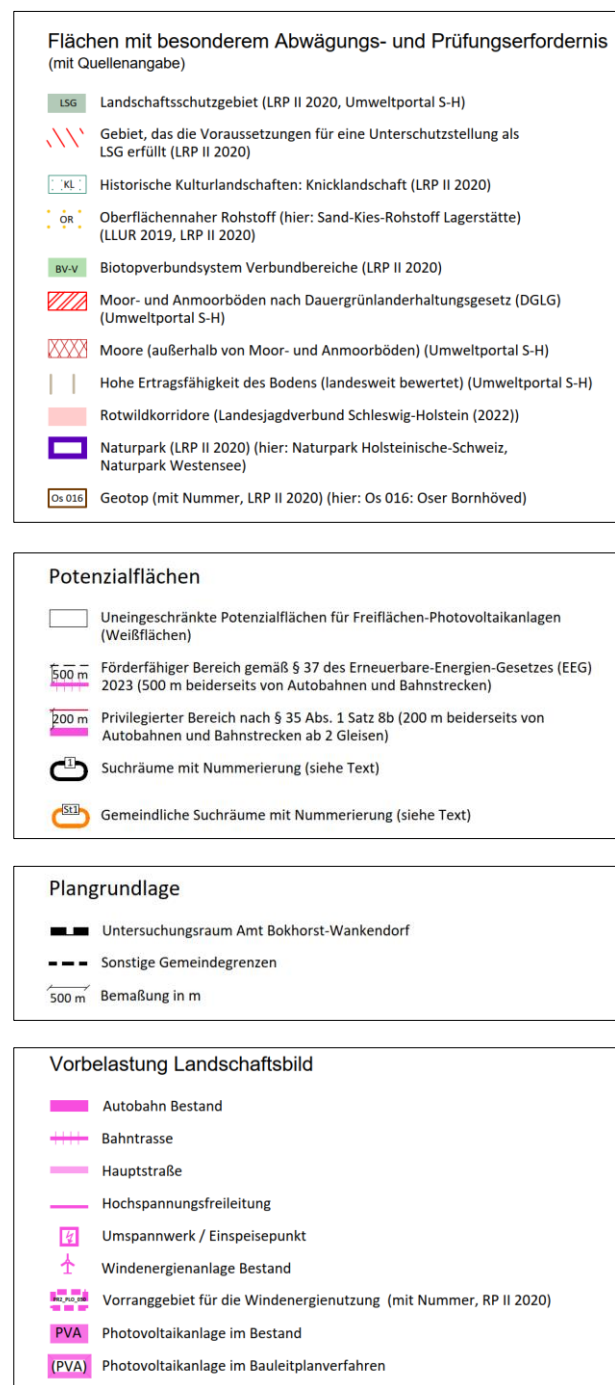 Flächen mit besonderem Abwägungs- und Prüfungserfordernis
(mit Quellenangabe)
LSG Landschaftsschutzgebiet (LRP II 2020, Umweltportal S-H)
Gebiet, das die Voraussetzungen für eine Unterschutzstellung als
LSG erfüllt (LRP II 2020)
KL Historische Kulturlandschaften: Knicklandschaft (LRP II 2020)
OR Oberflächennaher Rohstoff (hier: Sand-Kies-Rohstoff Lagerstätte)
(LLUR 2019, LRP II 2020)
BV-V Biotopverbundsystem Verbundbereiche (LRP II 2020)
Moor- und Anmoorböden nach Dauergrünlanderhaltungsgesetz (DGLG)
(Umweltportal S-H)
Moore (außerhalb von Moor- und Anmoorböden) (Umweltportal S-H)
Hohe Ertragsfähigkeit des Bodens (landesweit bewertet) (Umweltportal S-H)
Rotwildkorridore (Landesjagdverbund Schleswig-Holstein (2022))
Naturpark (LRP II 2020) (hier: Naturpark Holsteinische-Schweiz,
Naturpark Westensee)
Os 016 Geotop (mit Nummer, LRP II 2020) (hier: Os 016: Oser Bornhöved)
Potenzialflächen
Uneingeschränkte Potenzialflächen für Freiflächen-Photovoltaikanlagen
(Weißflächen)
500 m Förderfähiger Bereich gemäß § 37 des Erneuerbare-Energien-Gesetzes (EEG)
2023 (500 m beiderseits von Autobahnen und Bahnstrecken)
200 m Privilegierter Bereich nach § 35 Abs. 1 Satz 8b (200 m beiderseits von
Autobahnen und Bahnstrecken ab 2 Gleisen)
1 Suchräume mit Nummerierung (siehe Text)
St1 Gemeindliche Suchräume mit Nummerierung (siehe Text)
Plangrundlage
Untersuchungsraum Amt Bokhorst-Wankendorf
Sonstige Gemeindegrenzen
500 m Bemaßung in m
Vorbelastung Landschaftsbild
Autobahn Bestand
Bahntrasse
Hauptstraße
Hochspannungsfreileitung
Umspannwerk / Einspeisepunkt
Windenergienanlage Bestand
Vorranggebiet für die Windenergienutzung (mit Nummer, RP II 2020)
PVA Photovoltaikanlage im Bestand
(PVA) Photovoltaikanlage im Bauleitplanverfahren